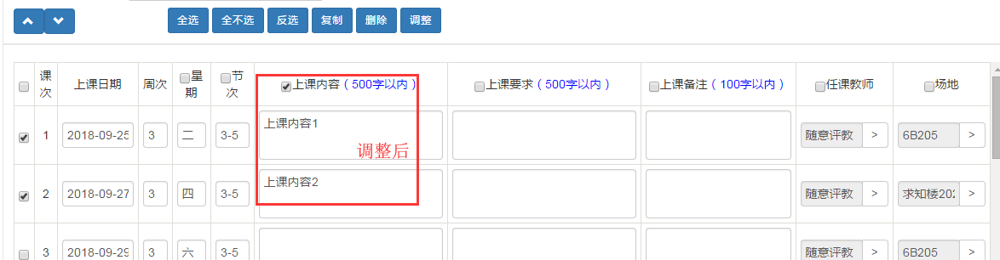 全选 全不选 反选 复制 删除 调整
课次 上课日期 周次 星期 节次 上课内容（500字以内） 上课要求（500字以内） 上课备注（100字以内） 任课教师 场地
1 2018-09-25 3 二 3-5 上课内容1 随意评教 > 6B205 >
调整后
2 2018-09-27 3 四 3-5 上课内容2 随意评教 > 求知楼202 >
3 2018-09-29 3 六 3-5 随意评教 > 6B205 >